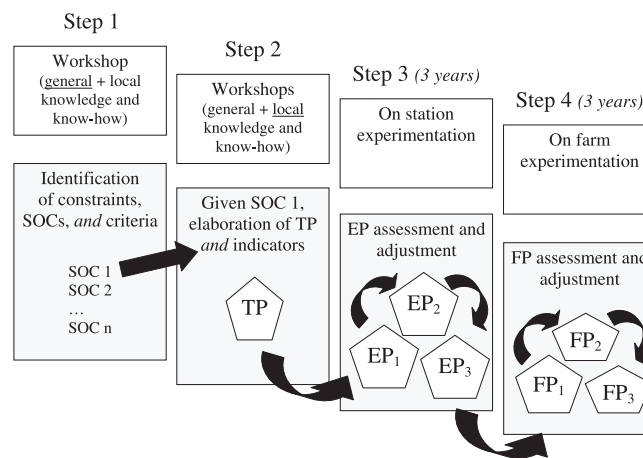 Step 1
Workshop
(general + local
knowledge and
know-how)
Identification
of constraints,
SOCs, and criteria
SOC 1
SOC 2
...
SOC n
Step 2
Workshops
(general + local
knowledge and
know-how)
Given SOC 1,
elaboration of TP
and indicators
TP
Step 3 (3 years)
On station
experimentation
EP assessment and
adjustment
EP₂
EP₁
EP₃
Step 4 (3 years)
On farm
experimentation
FP assessment and
adjustment
FP₂
FP₁
FP₃